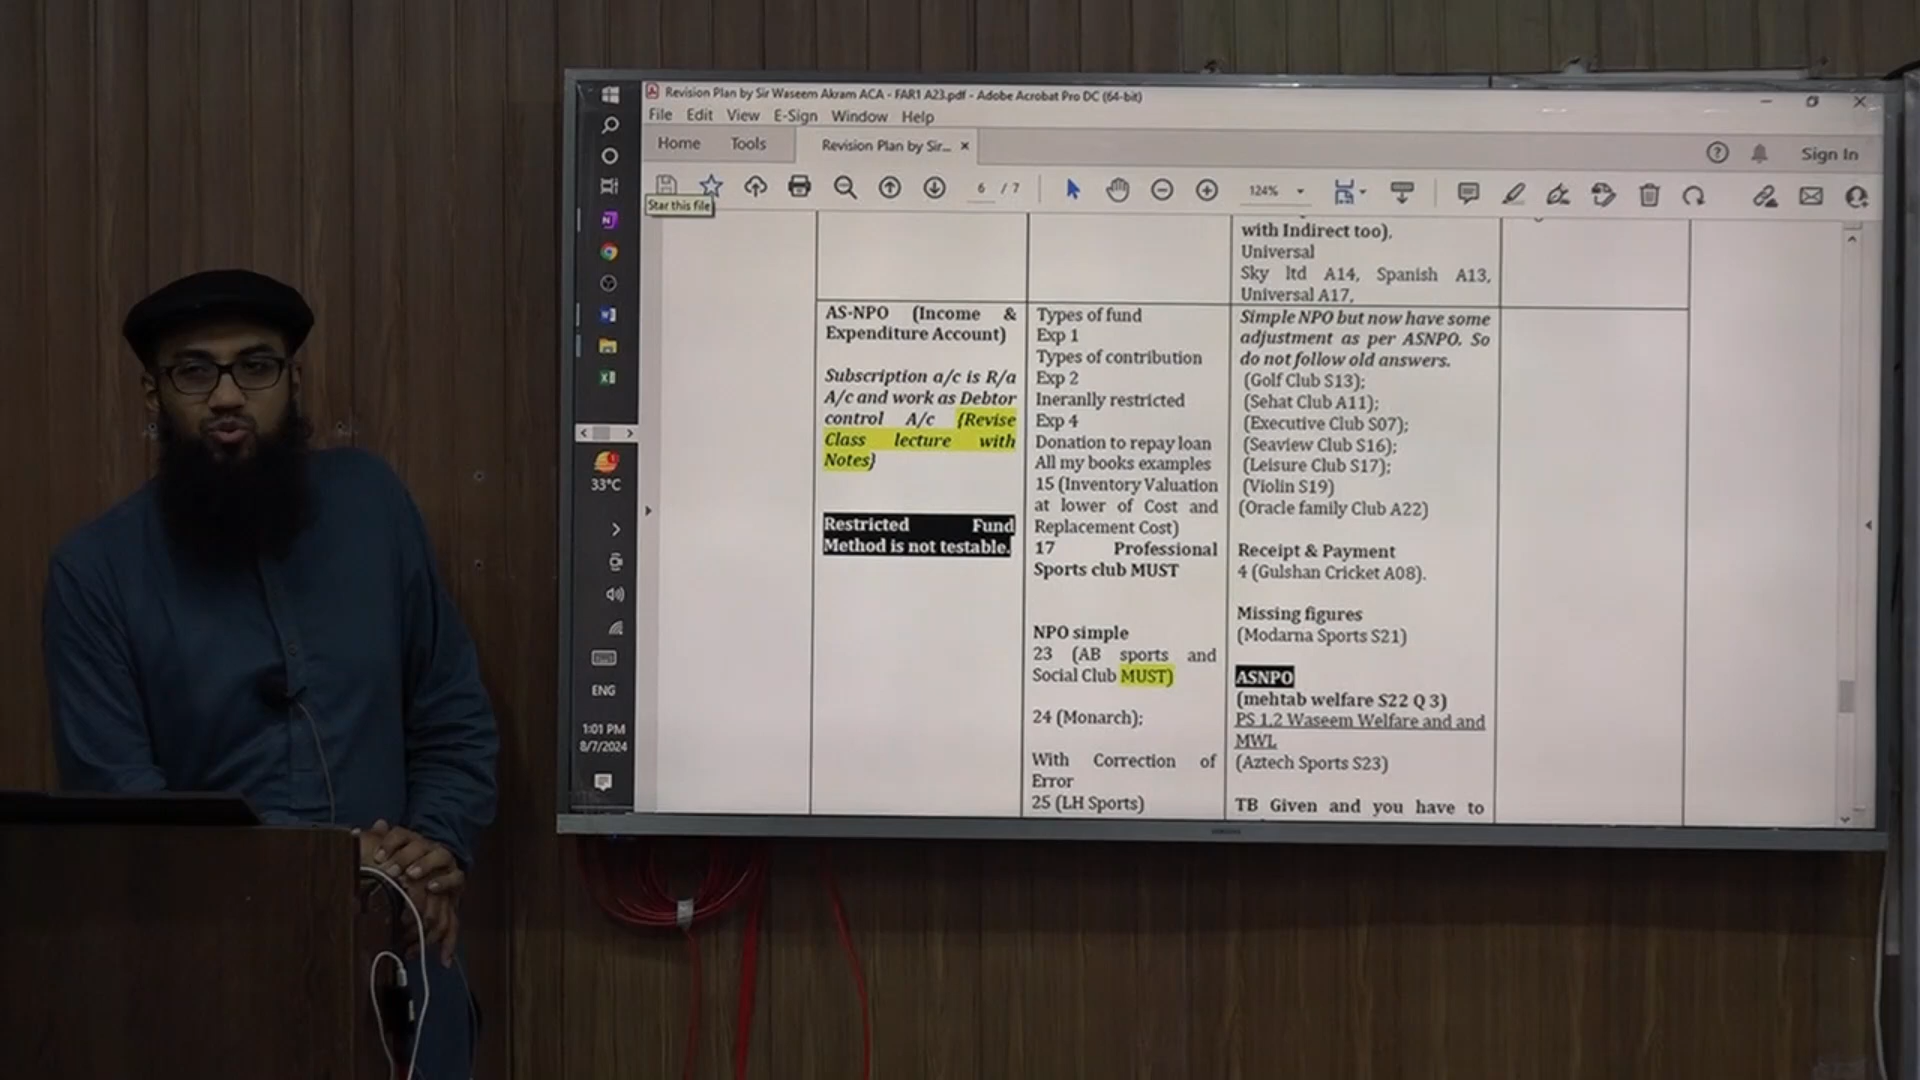 Revision Plan by Sir Waseem Akram ACA - FAR1 A23.pdf - Adobe Acrobat Pro DC (64-bit)
File Edit View E-Sign Window Help
Home Tools Revision Plan by Sir... ×
Sign In
6 / 7
124%
Star this file
with Indirect too),
Universal
Sky ltd A14, Spanish A13,
Universal A17,
AS-NPO (Income &
Expenditure Account)
Subscription a/c is R/a
A/c and work as Debtor
control A/c {Revise
Class lecture with
Notes}
Restricted Fund
Method is not testable.
Types of fund
Exp 1
Types of contribution
Exp 2
Ineranlly restricted
Exp 4
Donation to repay loan
All my books examples
15 (Inventory Valuation
at lower of Cost and
Replacement Cost)
17 Professional
Sports club MUST
NPO simple
23 (AB sports and
Social Club MUST)
24 (Monarch);
With Correction of
Error
25 (LH Sports)
Simple NPO but now have some
adjustment as per ASNPO. So
do not follow old answers.
(Golf Club S13);
(Sehat Club A11);
(Executive Club S07);
(Seaview Club S16);
(Leisure Club S17);
(Violin S19)
(Oracle family Club A22)
Receipt & Payment
4 (Gulshan Cricket A08).
Missing figures
(Modarna Sports S21)
ASNPO
(mehtab welfare S22 Q 3)
PS 1.2 Waseem Welfare and and
MWL
(Aztech Sports S23)
TB Given and you have to
33°C
ENG
1:01 PM
8/7/2024